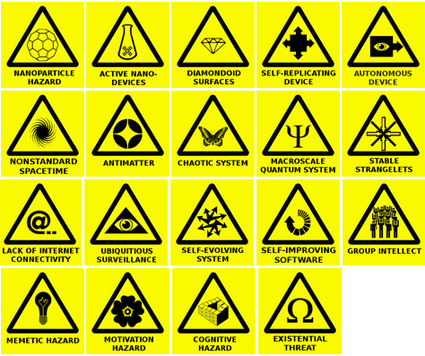 NANOPARTICLE
HAZARD
ACTIVE NANO-
DEVICES
DIAMONDOID
SURFACES
SELF-REPLICATING
DEVICE
AUTONOMOUS
DEVICE
NONSTANDARD
SPACETIME
ANTIMATTER
CHAOTIC SYSTEM
MACROSCALE
QUANTUM SYSTEM
STABLE
STRANGELETS
@...
LACK OF INTERNET
CONNECTIVITY
UBIQUITIOUS
SURVEILLANCE
SELF-EVOLVING
SYSTEM
SELF-IMPROVING
SOFTWARE
GROUP INTELLECT
MEMETIC HAZARD
MOTIVATION
HAZARD
COGNITIVE
HAZARD
Ω
EXISTENTIAL
THREAT